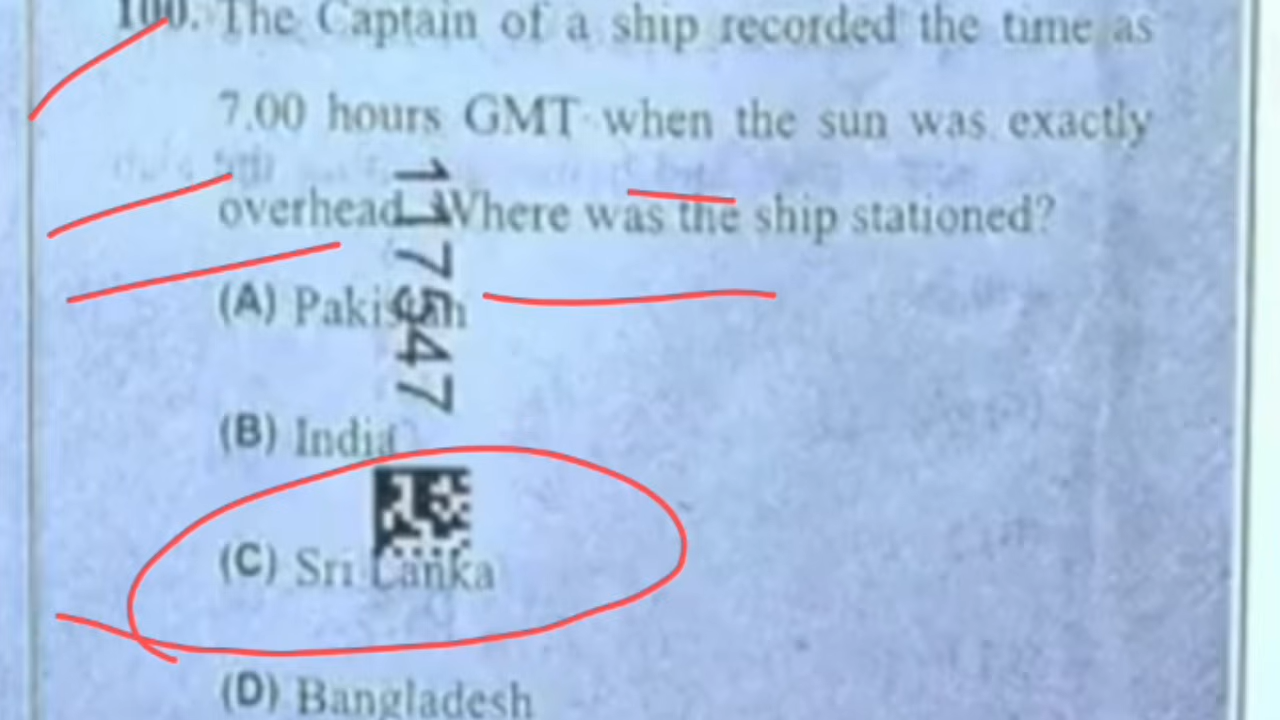 100. The Captain of a ship recorded the time as
7.00 hours GMT when the sun was exactly
overhead. Where was the ship stationed?
(A) Pakistan
(B) India
(C) Sri Lanka
(D) Bangladesh
117547